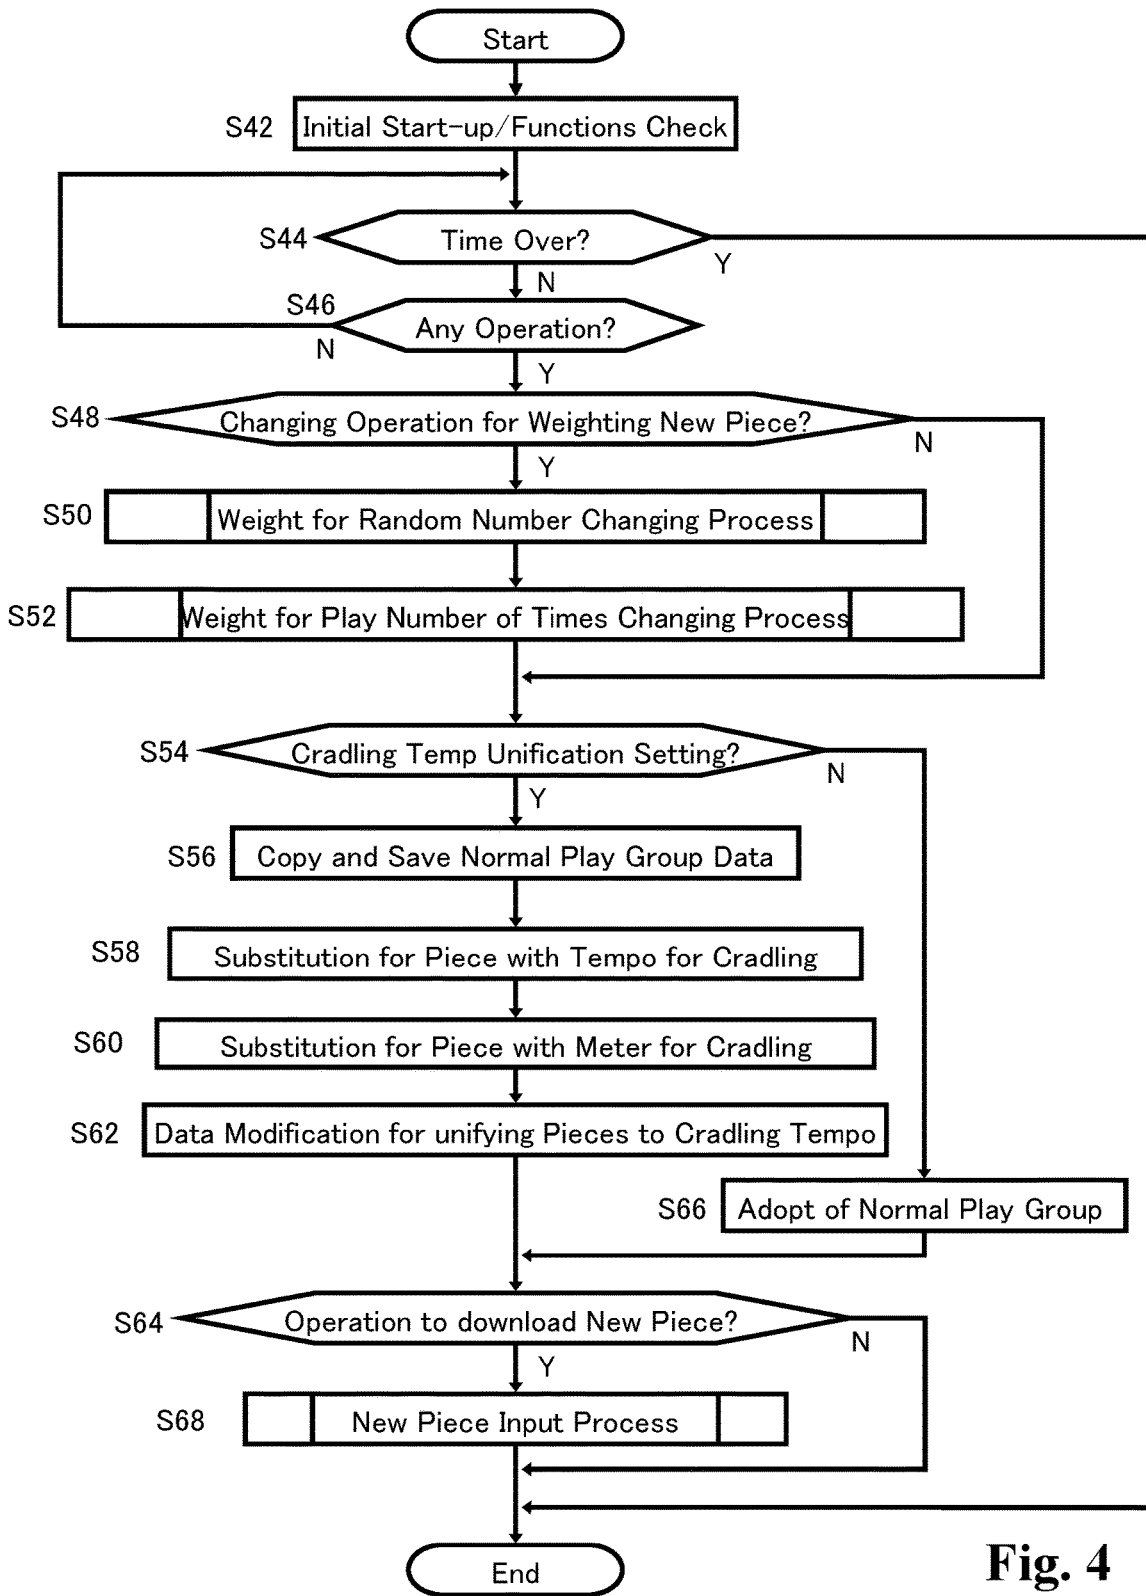 Start
S42 Initial Start-up/Functions Check
S44 Time Over?
Y
N
S46
Any Operation?
N
Y
S48 Changing Operation for Weighting New Piece?
N
Y
S50 Weight for Random Number Changing Process
S52 Weight for Play Number of Times Changing Process
S54 Cradling Temp Unification Setting?
N
Y
S56 Copy and Save Normal Play Group Data
S58 Substitution for Piece with Tempo for Cradling
S60 Substitution for Piece with Meter for Cradling
S62 Data Modification for unifying Pieces to Cradling Tempo
S66 Adopt of Normal Play Group
S64 Operation to download New Piece?
N
Y
S68 New Piece Input Process
End
Fig. 4